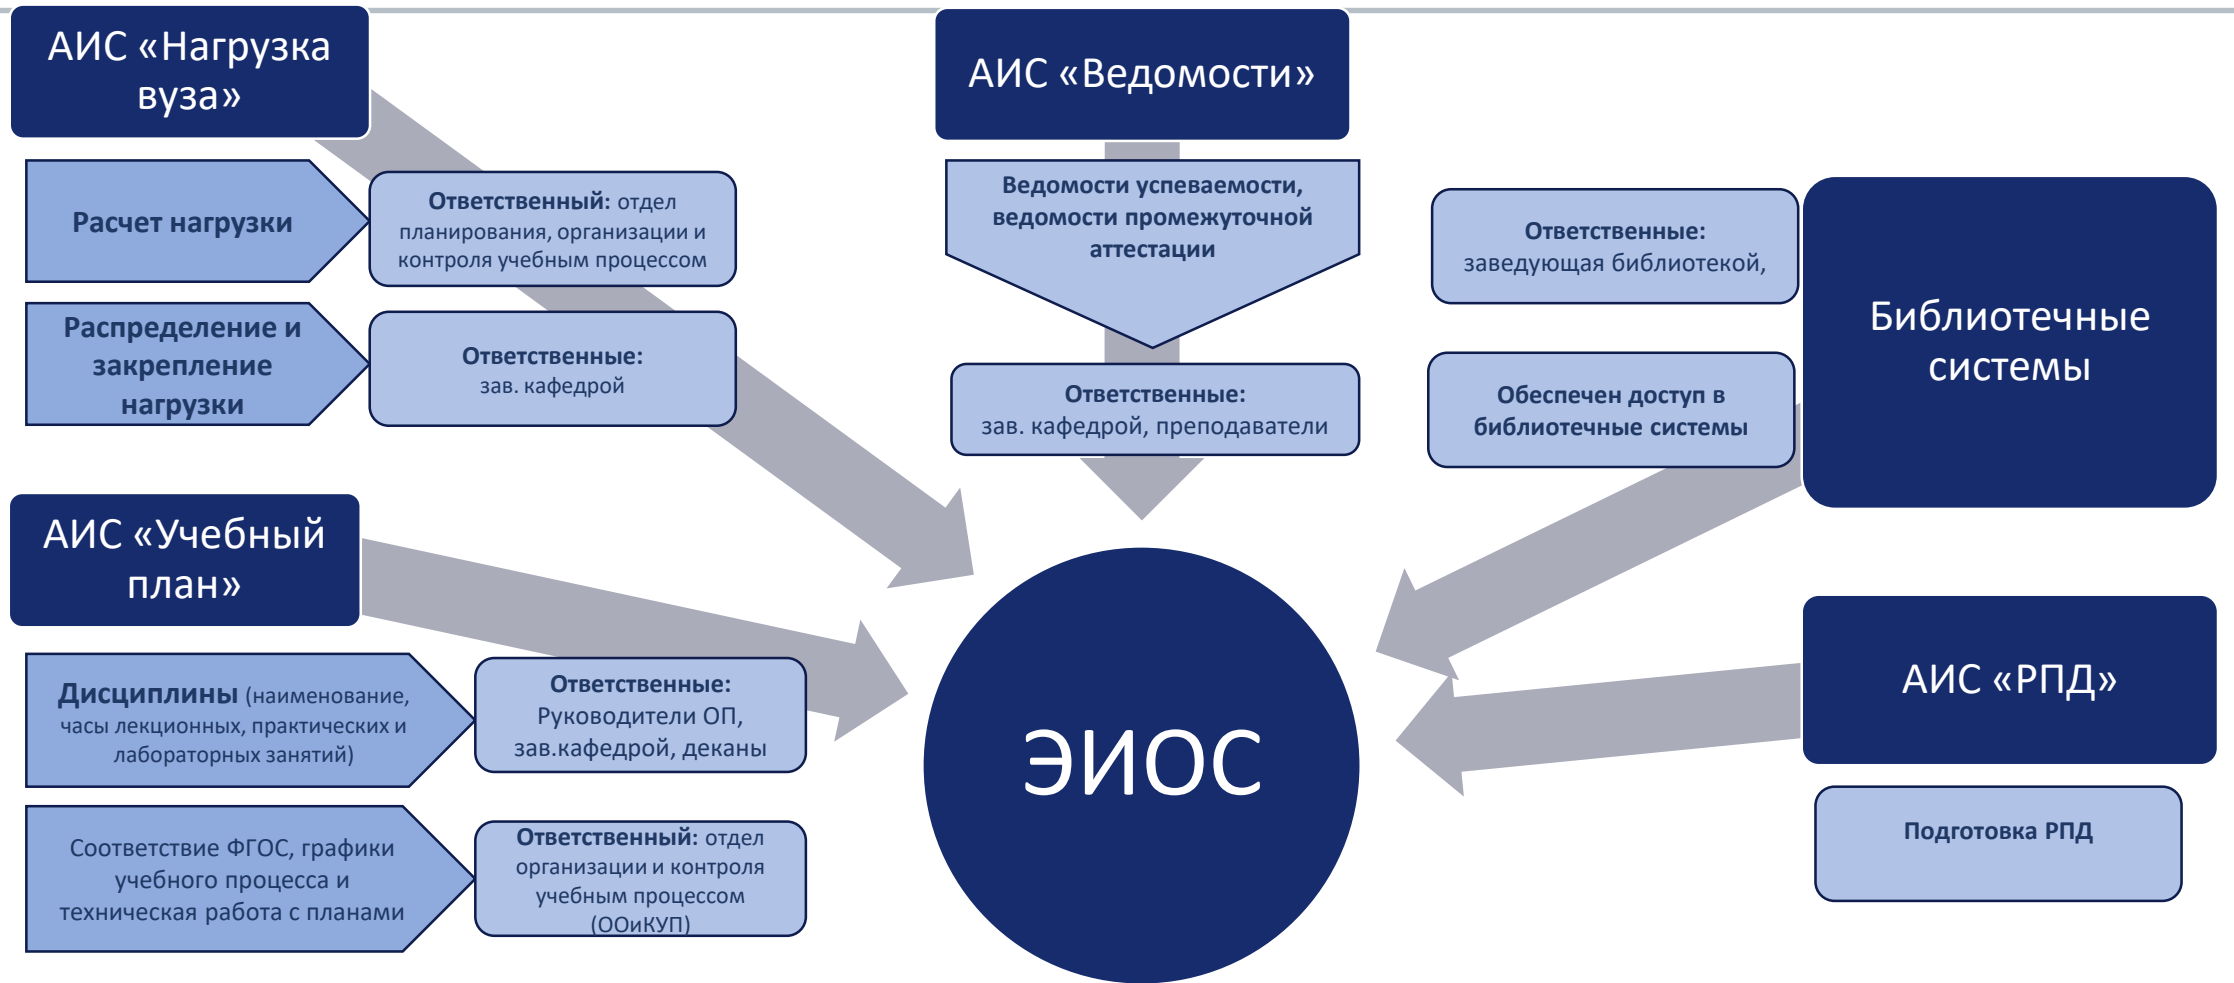 АИС «Нагрузка
вуза»
Расчет нагрузки
Ответственный: отдел
планирования, организации и
контроля учебным процессом
Распределение и
закрепление
нагрузки
Ответственные:
зав. кафедрой
АИС «Учебный
план»
Дисциплины (наименование,
часы лекционных, практических и
лабораторных занятий)
Ответственные:
Руководители ОП,
зав.кафедрой, деканы
Соответствие ФГОС, графики
учебного процесса и
техническая работа с планами
Ответственный: отдел
организации и контроля
учебным процессом
(ООиКУП)
АИС «Ведомости»
Ведомости успеваемости,
ведомости промежуточной
аттестации
Ответственные:
зав. кафедрой, преподаватели
ЭИОС
Ответственные:
заведующая библиотекой,
Обеспечен доступ в
библиотечные системы
Библиотечные
системы
АИС «РПД»
Подготовка РПД